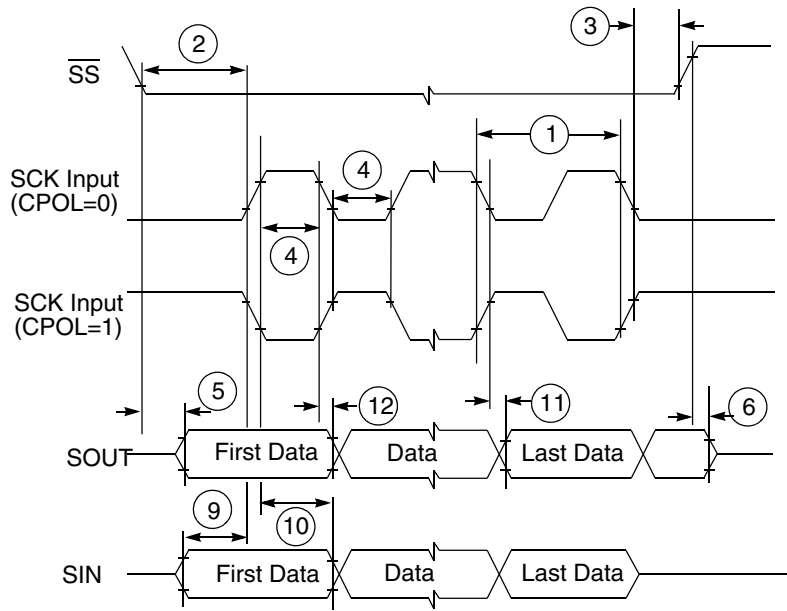 2
3
SS
1
SCK Input
(CPOL=0)
4
4
SCK Input
(CPOL=1)
5
12
11
6
SOUT
First Data
Data
Last Data
9
10
SIN
First Data
Data
Last Data